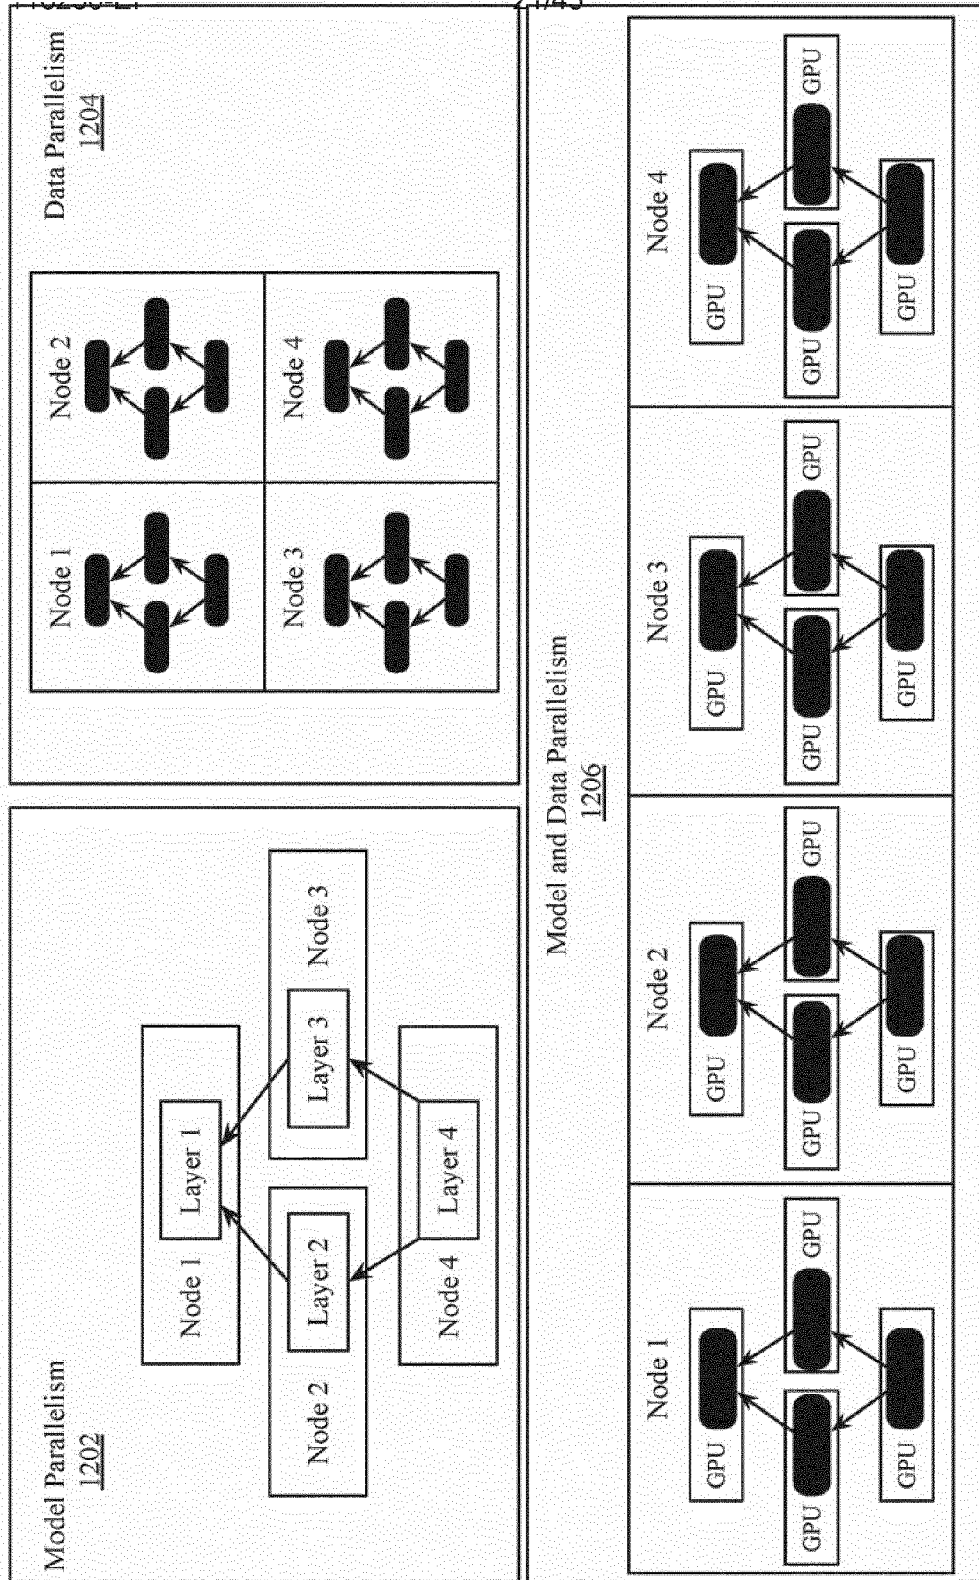 Model Parallelism
1202
Node 1
Layer 1
Node 2
Layer 2
Layer 3
Node 3
Node 4
Layer 4
Data Parallelism
1204
Node 1
Node 2
Node 3
Node 4
Model and Data Parallelism
1206
Node 1
GPU
GPU
GPU
GPU
Node 2
GPU
GPU
GPU
GPU
Node 3
GPU
GPU
GPU
GPU
Node 4
GPU
GPU
GPU
GPU